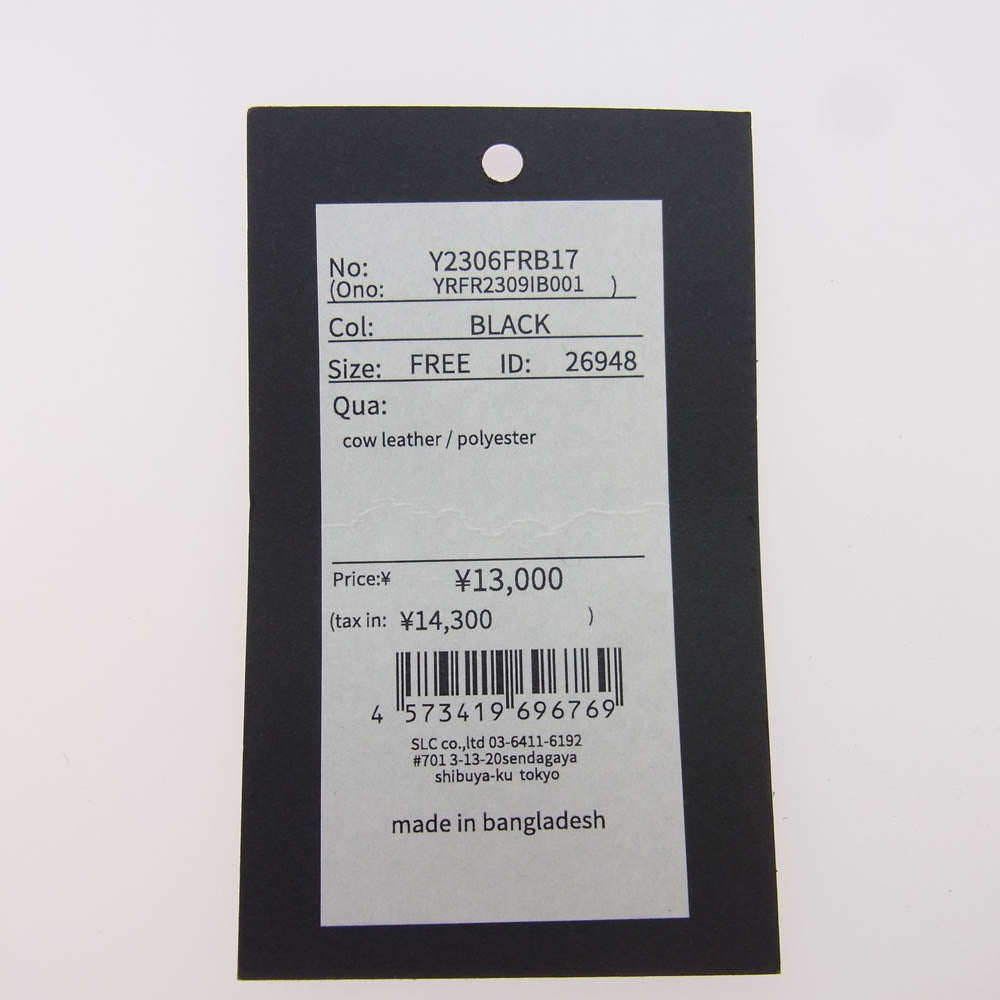 No: Y2306FRB17
(Ono: YRFR2309IB001 )
Col: BLACK
Size: FREE ID: 26948
Qua:
cow leather / polyester
Price:¥ ¥13,000
(tax in: ¥14,300 )
4 573419 696769
SLC co.,ltd 03-6411-6192
#701 3-13-20sendagaya
shibuya-ku tokyo
made in bangladesh